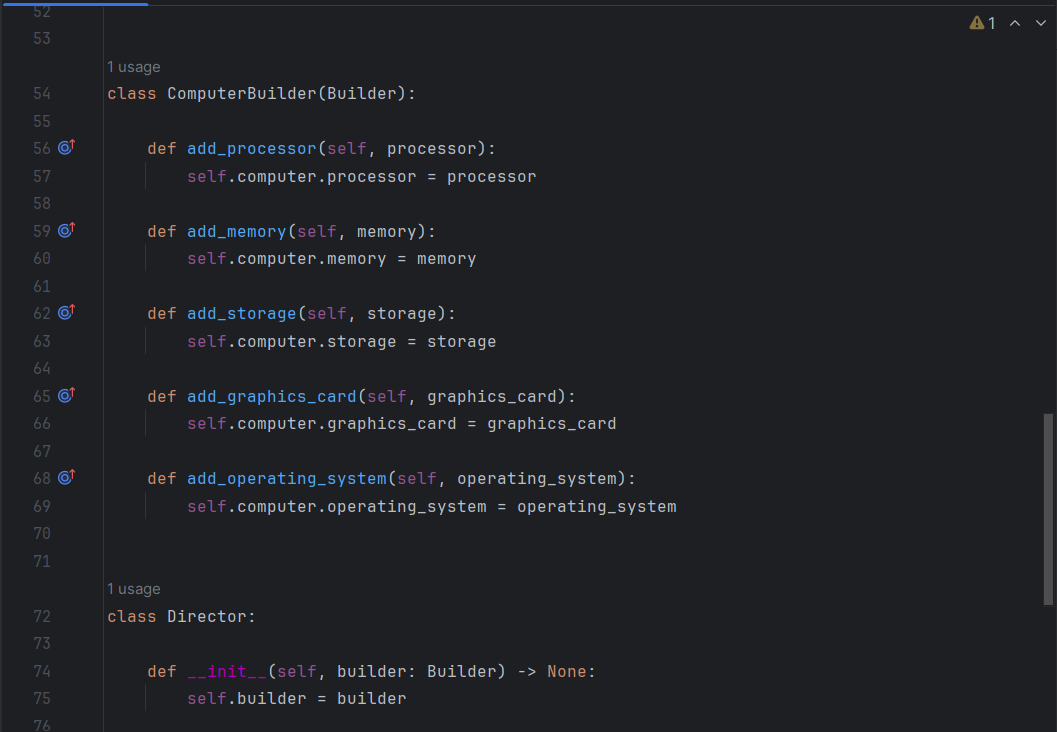 52
1
53
1 usage
54 class ComputerBuilder(Builder):
55
56 def add_processor(self, processor):
57 self.computer.processor = processor
58
59 def add_memory(self, memory):
60 self.computer.memory = memory
61
62 def add_storage(self, storage):
63 self.computer.storage = storage
64
65 def add_graphics_card(self, graphics_card):
66 self.computer.graphics_card = graphics_card
67
68 def add_operating_system(self, operating_system):
69 self.computer.operating_system = operating_system
70
71
1 usage
72 class Director:
73
74 def __init__(self, builder: Builder) -> None:
75 self.builder = builder
76